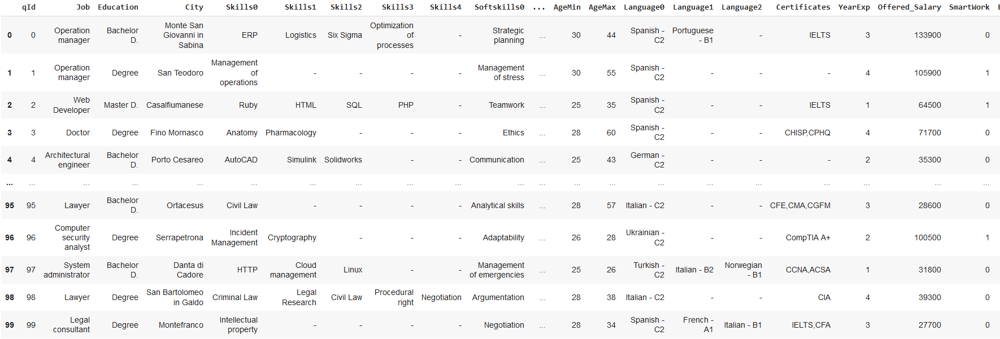 qId Job Education City Skills0 Skills1 Skills2 Skills3 Skills4 Softskills0 ... AgeMin AgeMax Language0 Language1 Language2 Certificates YearExp Offered_Salary SmartWork
0 0 Operation manager Bachelor D. Monte San Giovanni in Sabina ERP Logistics Six Sigma Optimization of processes - Strategic planning ... 30 44 Spanish - C2 Portuguese - B1 - IELTS 3 133900 0
1 1 Operation manager Degree San Teodoro Management of operations - - - - Management of stress ... 30 55 Spanish - C2 - - - 4 105900 1
2 2 Web Developer Master D. Casalfiumanese Ruby HTML SQL PHP - Teamwork ... 25 35 Spanish - C2 - - IELTS 1 64500 1
3 3 Doctor Degree Fino Mornasco Anatomy Pharmacology - - - Ethics ... 28 60 Spanish - C2 - - CHISP,CPHQ 4 71700 0
4 4 Architectural engineer Bachelor D. Porto Cesareo AutoCAD Simulink Solidworks - - Communication ... 25 43 German - C2 - - - 2 35300 0
... ... ... ... ... ... ... ... ... ... ... ... ... ... ... ... ... ... ... ... ...
95 95 Lawyer Bachelor D. Ortacesus Civil Law - - - - Analytical skills ... 28 57 Italian - C2 - - CFE,CMA,CGFM 3 28600 0
96 96 Computer security analyst Degree Serrapetrona Incident Management Cryptography - - - Adaptability ... 26 28 Ukrainian - C2 - - CompTIA A+ 2 100500 1
97 97 System administrator Bachelor D. Danta di Cadore HTTP Cloud management Linux - - Management of emergencies ... 25 26 Turkish - C2 Italian - B2 Norwegian - B1 CCNA,ACSA 1 31800 0
98 98 Lawyer Degree San Bartolomeo in Galdo Criminal Law Legal Research Civil Law Procedural right Negotiation Argumentation ... 28 38 Italian - C2 - - CIA 4 39300 0
99 99 Legal consultant Degree Montefranco Intellectual property - - - - Negotiation ... 28 34 Spanish - C2 French - A1 Italian - B1 IELTS,CFA 3 27700 0